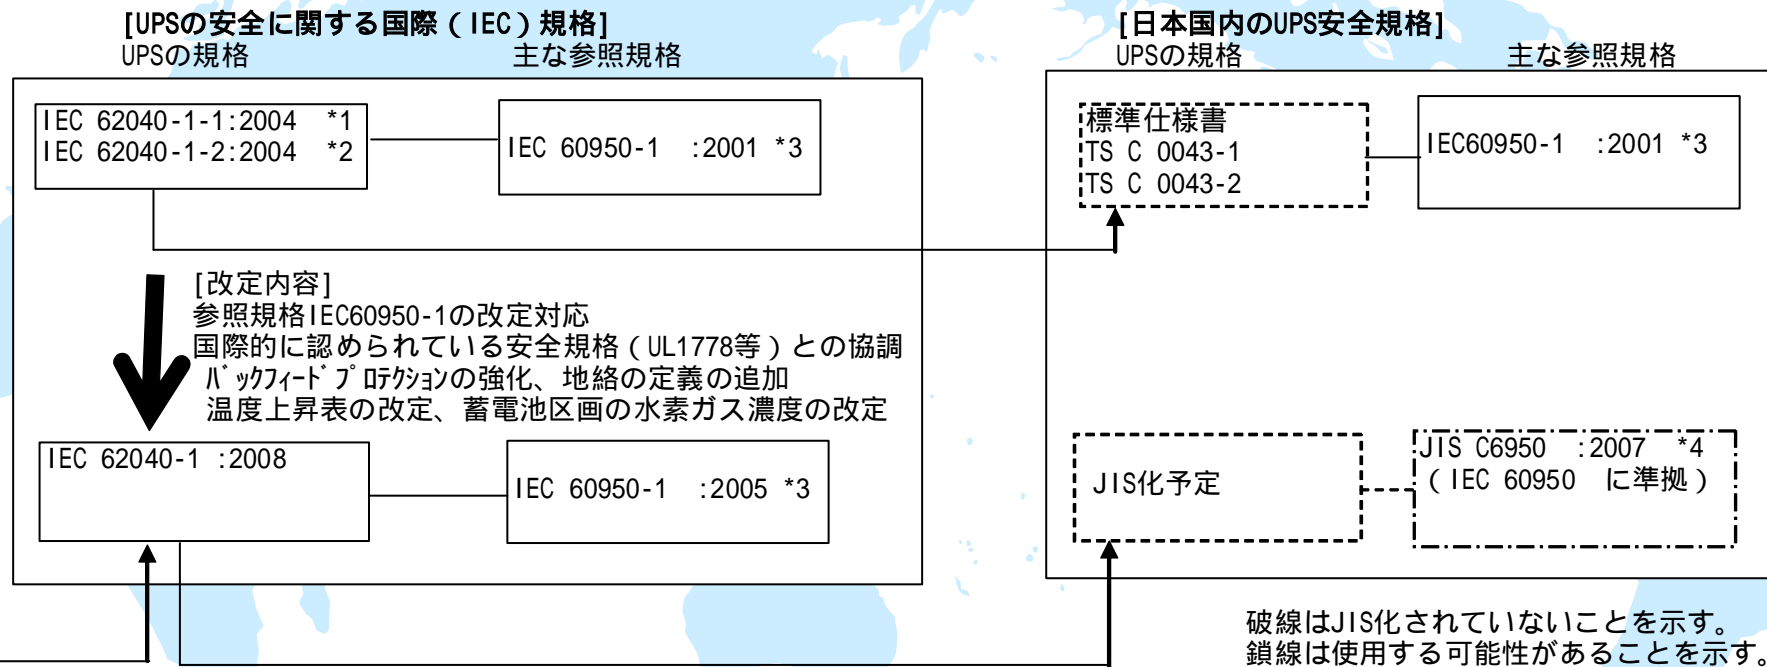 [UPSの安全に関する国際（IEC）規格]
UPSの規格 主な参照規格
IEC 62040-1-1:2004 *1
IEC 62040-1-2:2004 *2
IEC 60950-1 :2001 *3
[改定内容]
参照規格IEC60950-1の改定対応
国際的に認められている安全規格（UL1778等）との協調
ﾊﾞｯｸﾌｨｰﾄﾞﾌﾟﾛﾃｸｼｮﾝの強化、地絡の定義の追加
温度上昇表の改定、蓄電池区画の水素ガス濃度の改定
IEC 62040-1 :2008
IEC 60950-1 :2005 *3
[日本国内のUPS安全規格]
UPSの規格 主な参照規格
標準仕様書
TS C 0043-1
TS C 0043-2
IEC60950-1 :2001 *3
JIS化予定
JIS C6950 :2007 *4
（IEC 60950 に準拠）
破線はJIS化されていないことを示す。
鎖線は使用する可能性があることを示す。